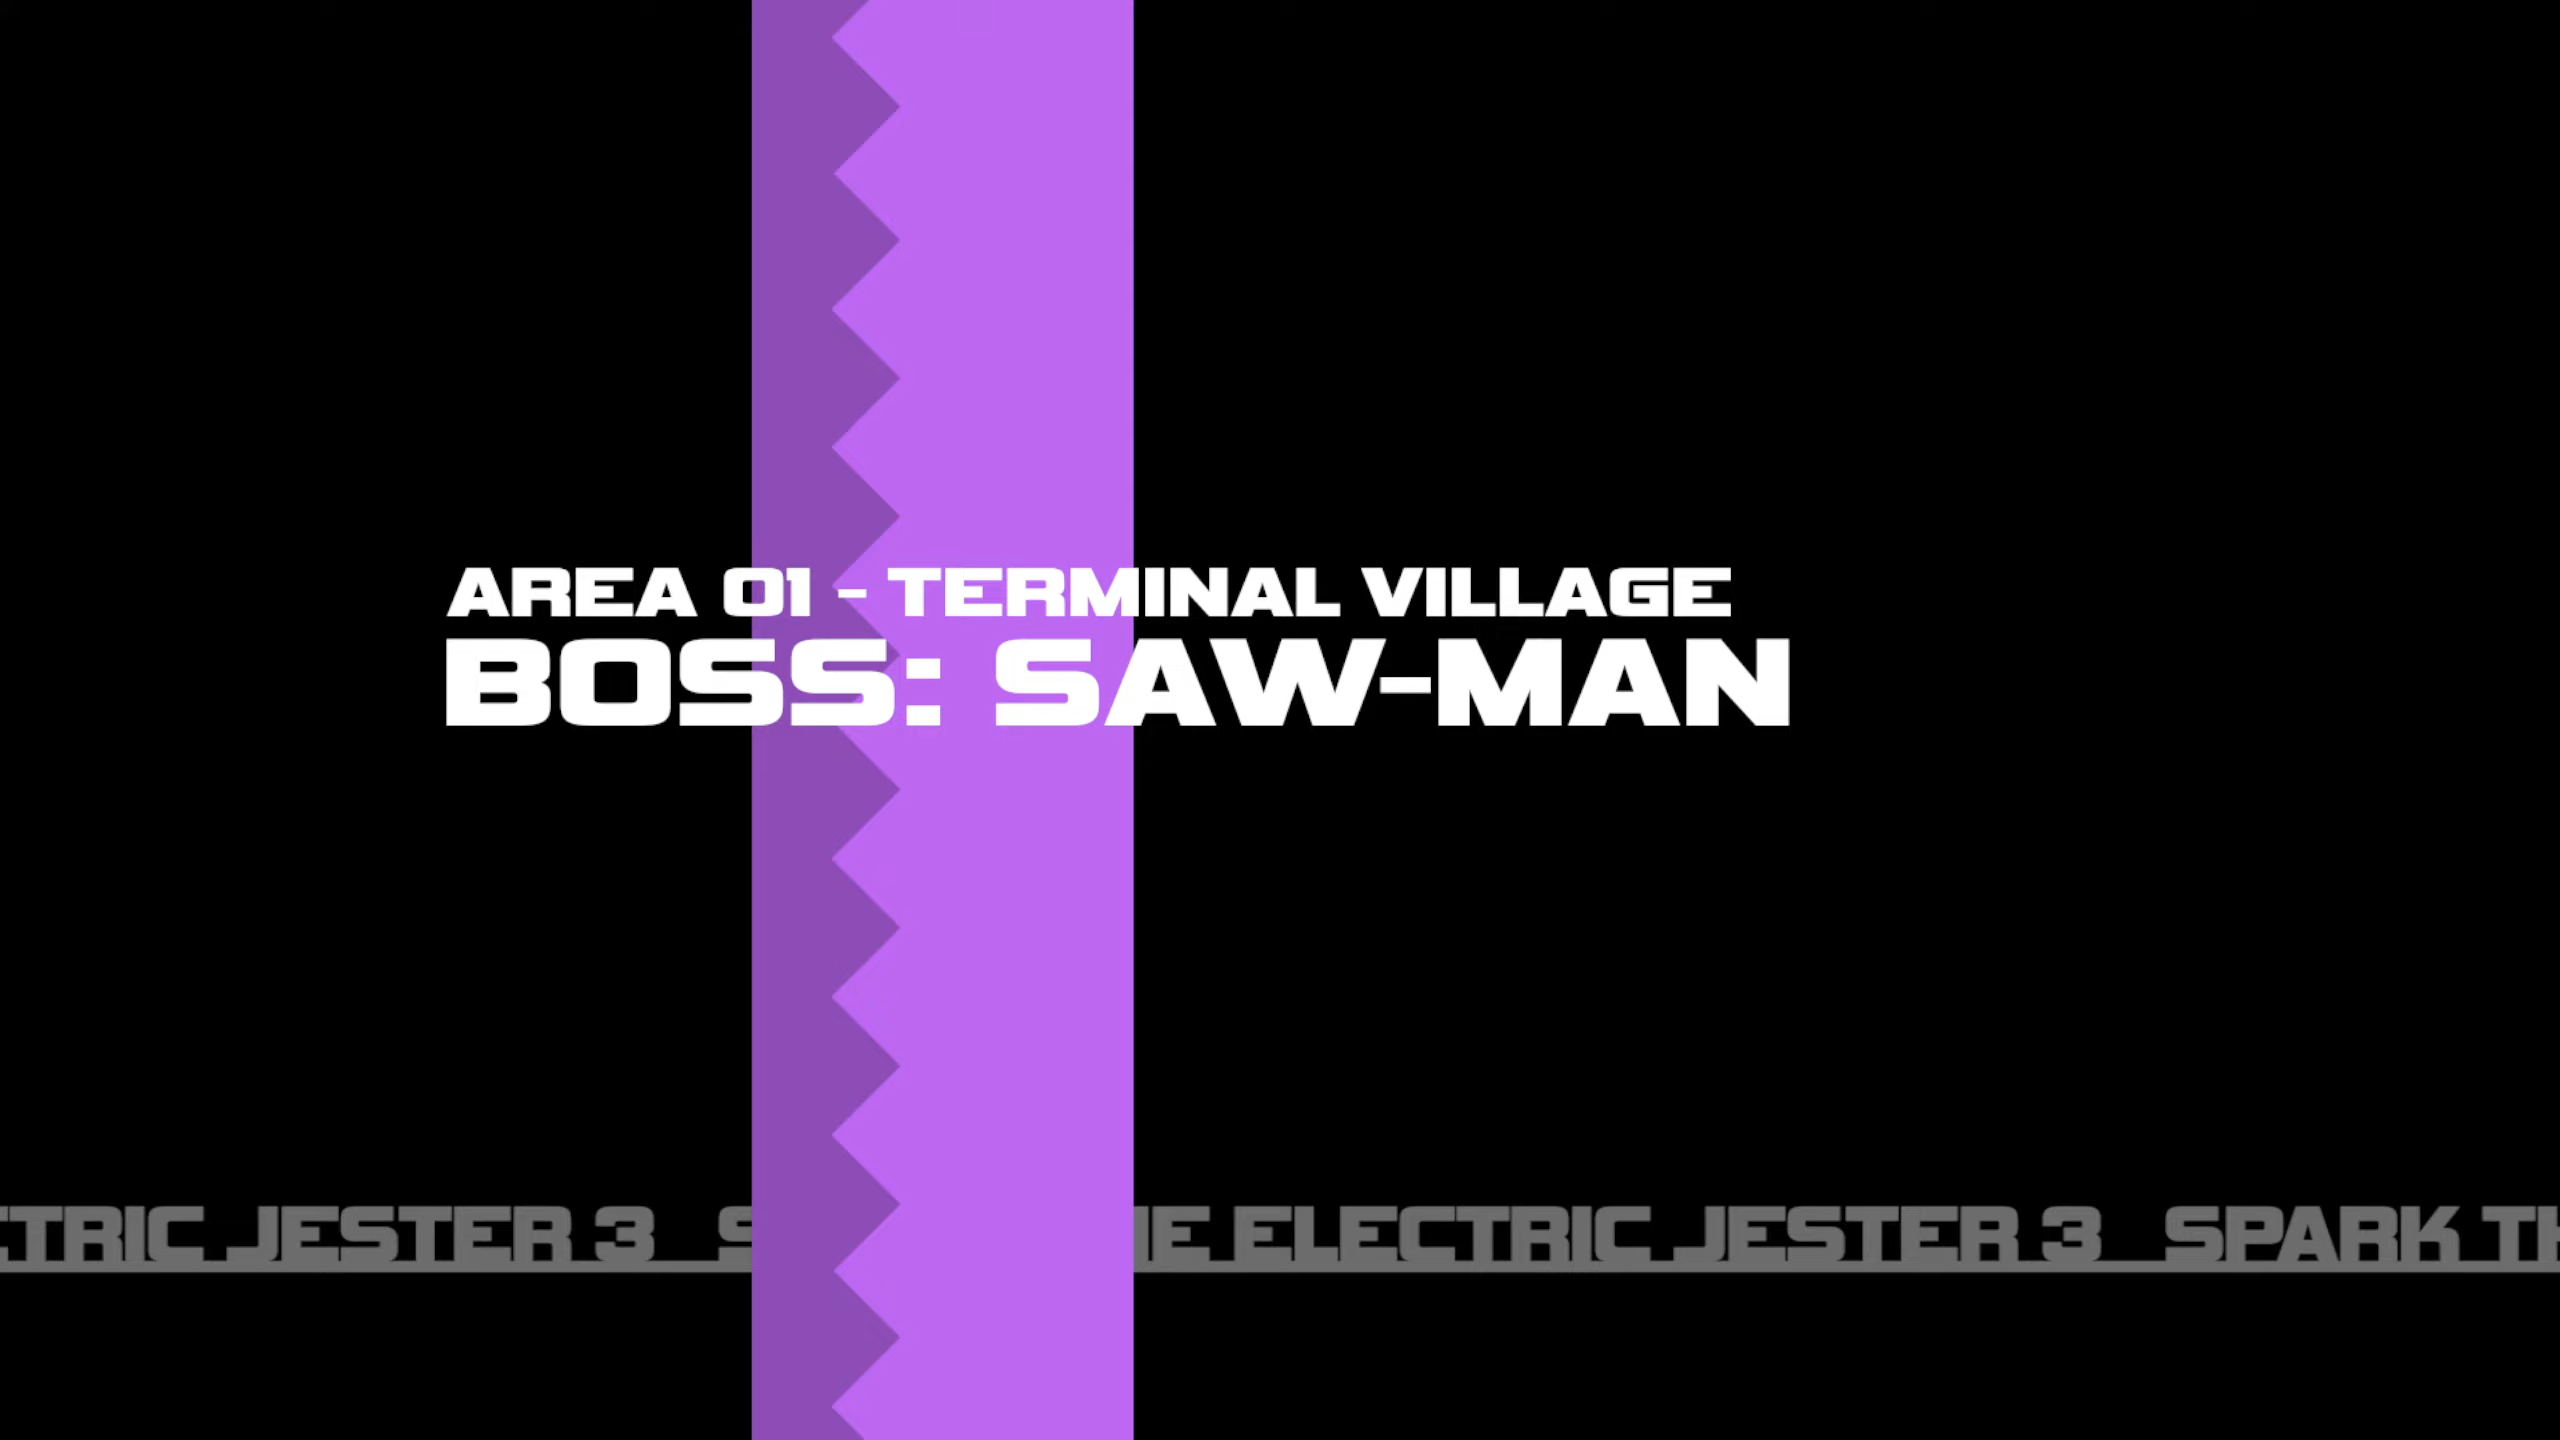 AREA 01 - TERMINAL VILLAGE
BOSS: SAW-MAN
JESTER 3 ELECTRIC JESTER 3 SPARK